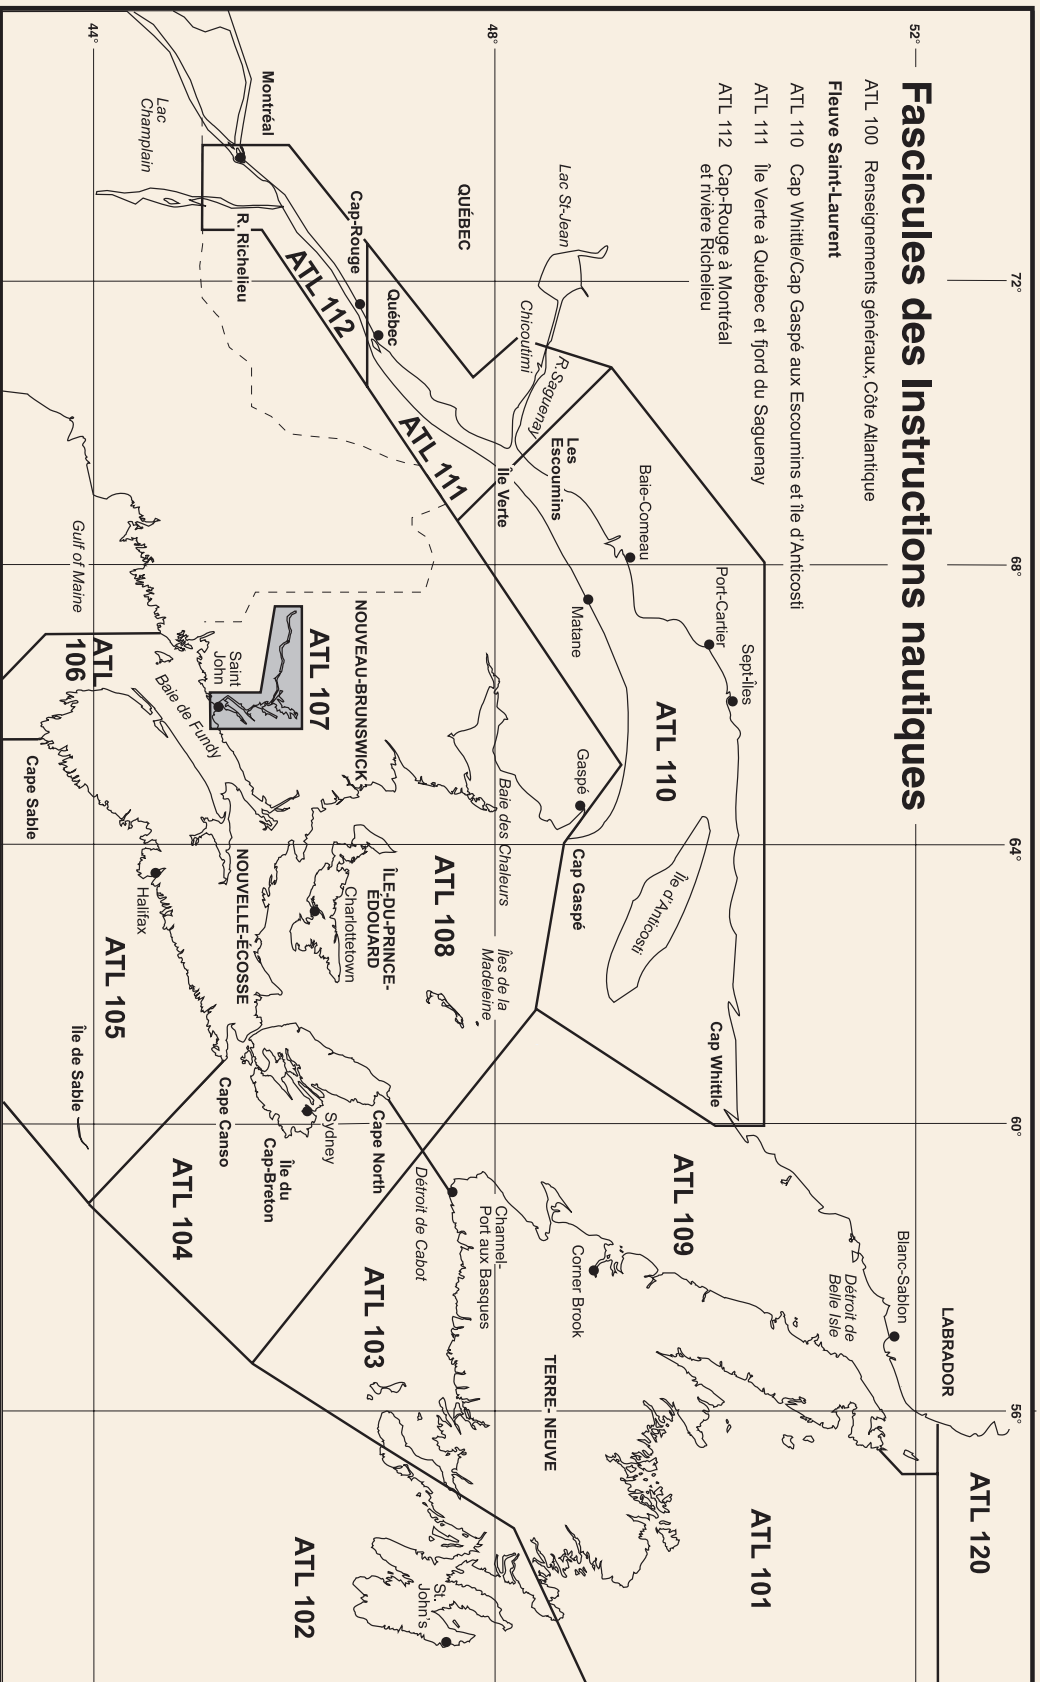 Fascicules des Instructions nautiques
ATL 100 Renseignements généraux, Côte Atlantique
Fleuve Saint-Laurent
ATL 110 Cap Whittle/Cap Gaspé aux Escoumins et île d'Anticosti
ATL 111 Île Verte à Québec et fjord du Saguenay
ATL 112 Cap-Rouge à Montréal
et rivière Richelieu
72°
68°
64°
60°
56°
52°
48°
44°
LABRADOR
ATL 120
Blanc-Sablon
Détroit de
Belle Isle
ATL 101
Sept-Îles
Port-Cartier
Cap Whittle
ATL 110
ATL 109
Baie-Comeau
Île d'Anticosti
Lac St-Jean
Chicoutimi
R. Saguenay
Les
Escoumins
Matane
Gaspé
Cap Gaspé
Corner Brook
TERRE- NEUVE
QUÉBEC
Île Verte
Baie des Chaleurs
Îles de la
Madeleine
Channel-
Port aux Basques
ATL 111
ATL 108
Détroit de Cabot
St.
John's
Québec
Cap-Rouge
NOUVEAU-BRUNSWICK
ÎLE-DU-PRINCE-
ÉDOUARD
Charlottetown
Cape North
ATL 103
ATL 112
ATL 107
Sydney
ATL 102
Île du
Cap-Breton
Montréal
R. Richelieu
Saint
John
Baie de Fundy
NOUVELLE-ÉCOSSE
Cape Canso
ATL 104
Lac
Champlain
Halifax
ATL 105
Gulf of Maine
ATL
106
Île de Sable
Cape Sable